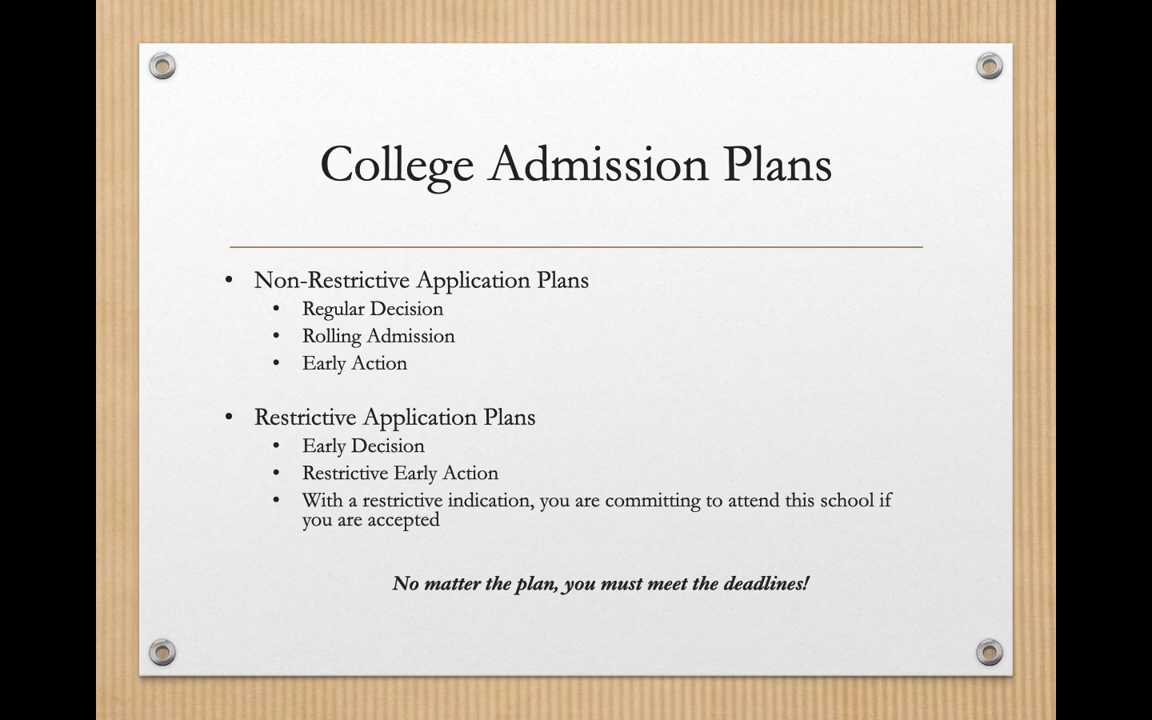 College Admission Plans
• Non-Restrictive Application Plans
• Regular Decision
• Rolling Admission
• Early Action
• Restrictive Application Plans
• Early Decision
• Restrictive Early Action
• With a restrictive indication, you are committing to attend this school if
you are accepted
No matter the plan, you must meet the deadlines!